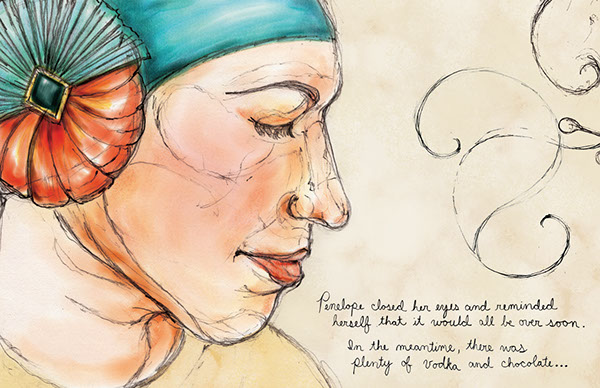 Penelope closed her eyes and reminded
herself that it would all be over soon.
In the meantime, there was
plenty of vodka and chocolate...